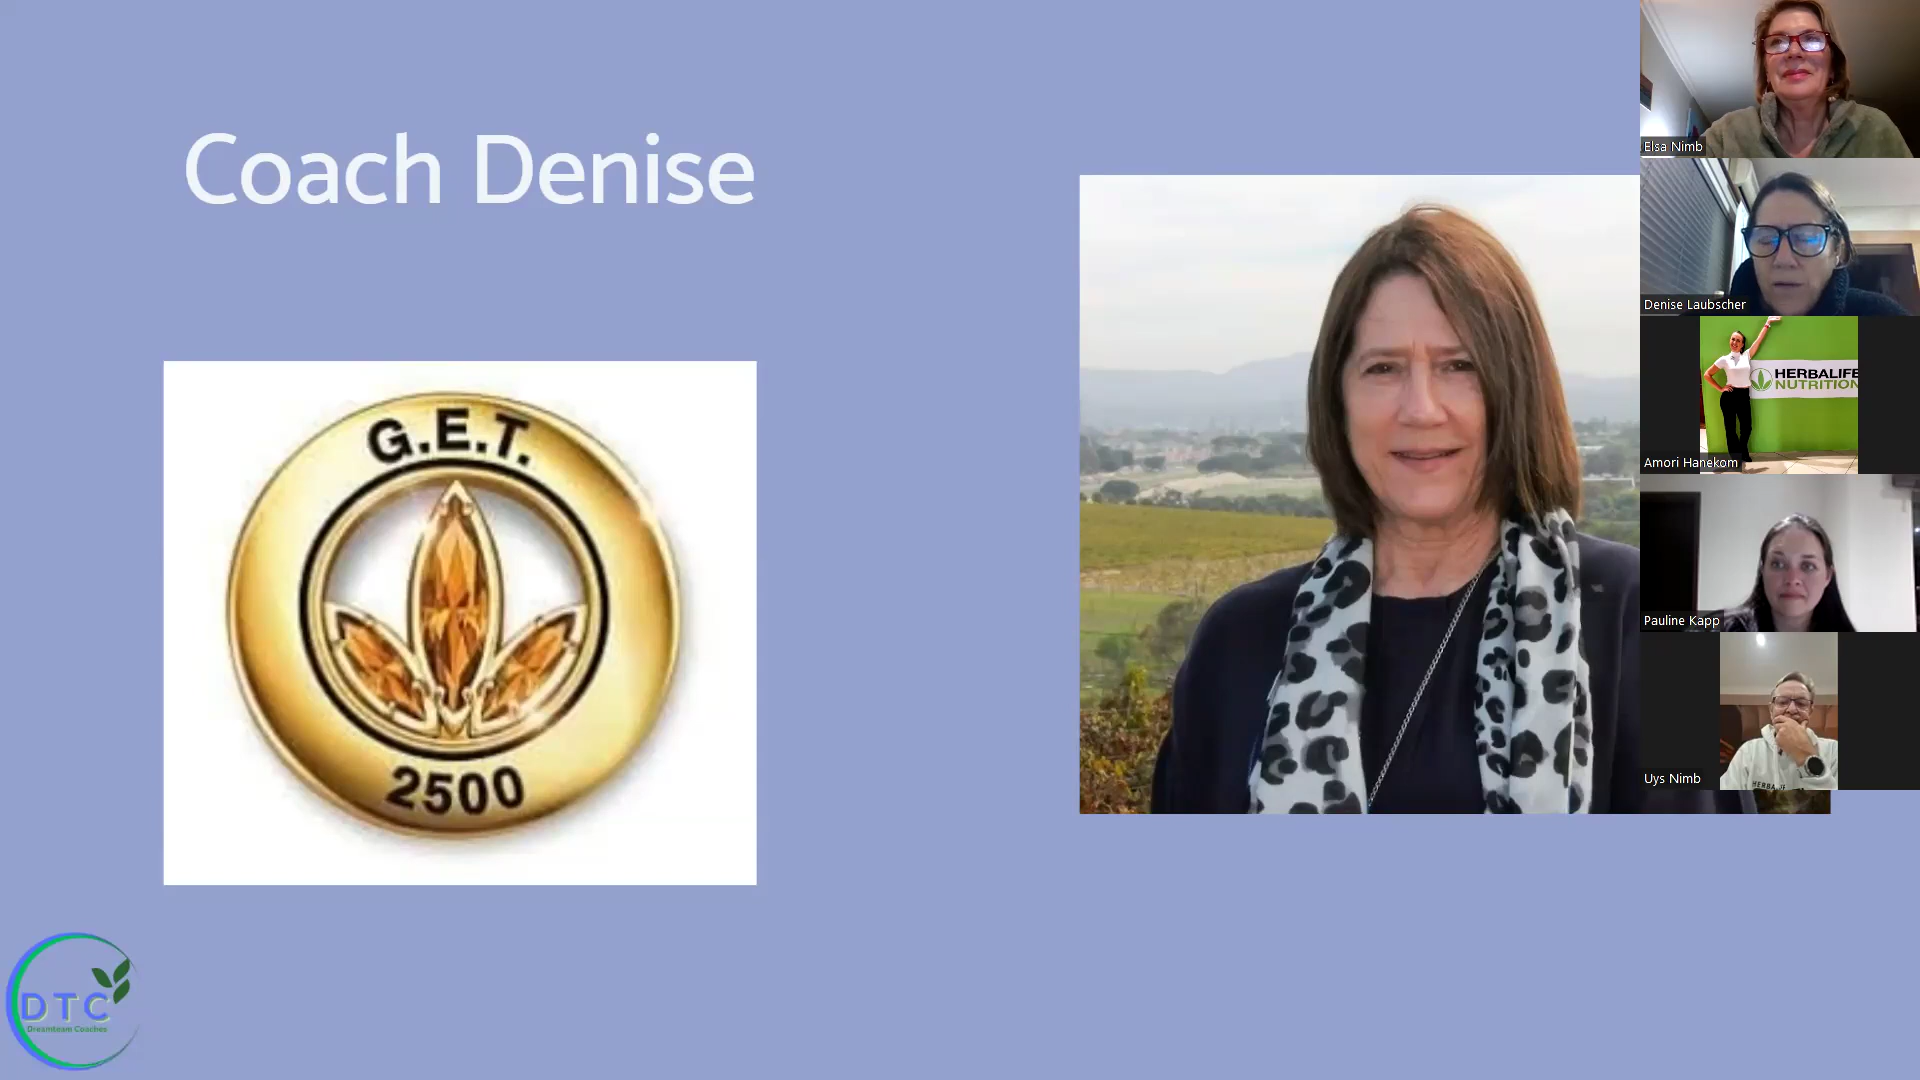 Coach Denise
G.E.T.
2500
DTC
Dreamteam Coaches
Elsa Nimb
Denise Laubscher
HERBALIFE
NUTRITION
Amori Hanekom
Pauline Kapp
Uys Nimb